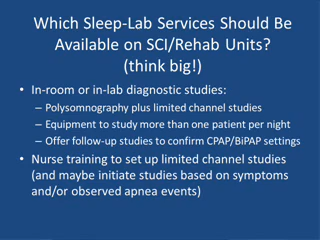 Which Sleep-Lab Services Should Be
Available on SCI/Rehab Units?
(think big!)
• In-room or in-lab diagnostic studies:
– Polysomnography plus limited channel studies
– Equipment to study more than one patient per night
– Offer follow-up studies to confirm CPAP/BiPAP settings
• Nurse training to set up limited channel studies
(and maybe initiate studies based on symptoms
and/or observed apnea events)